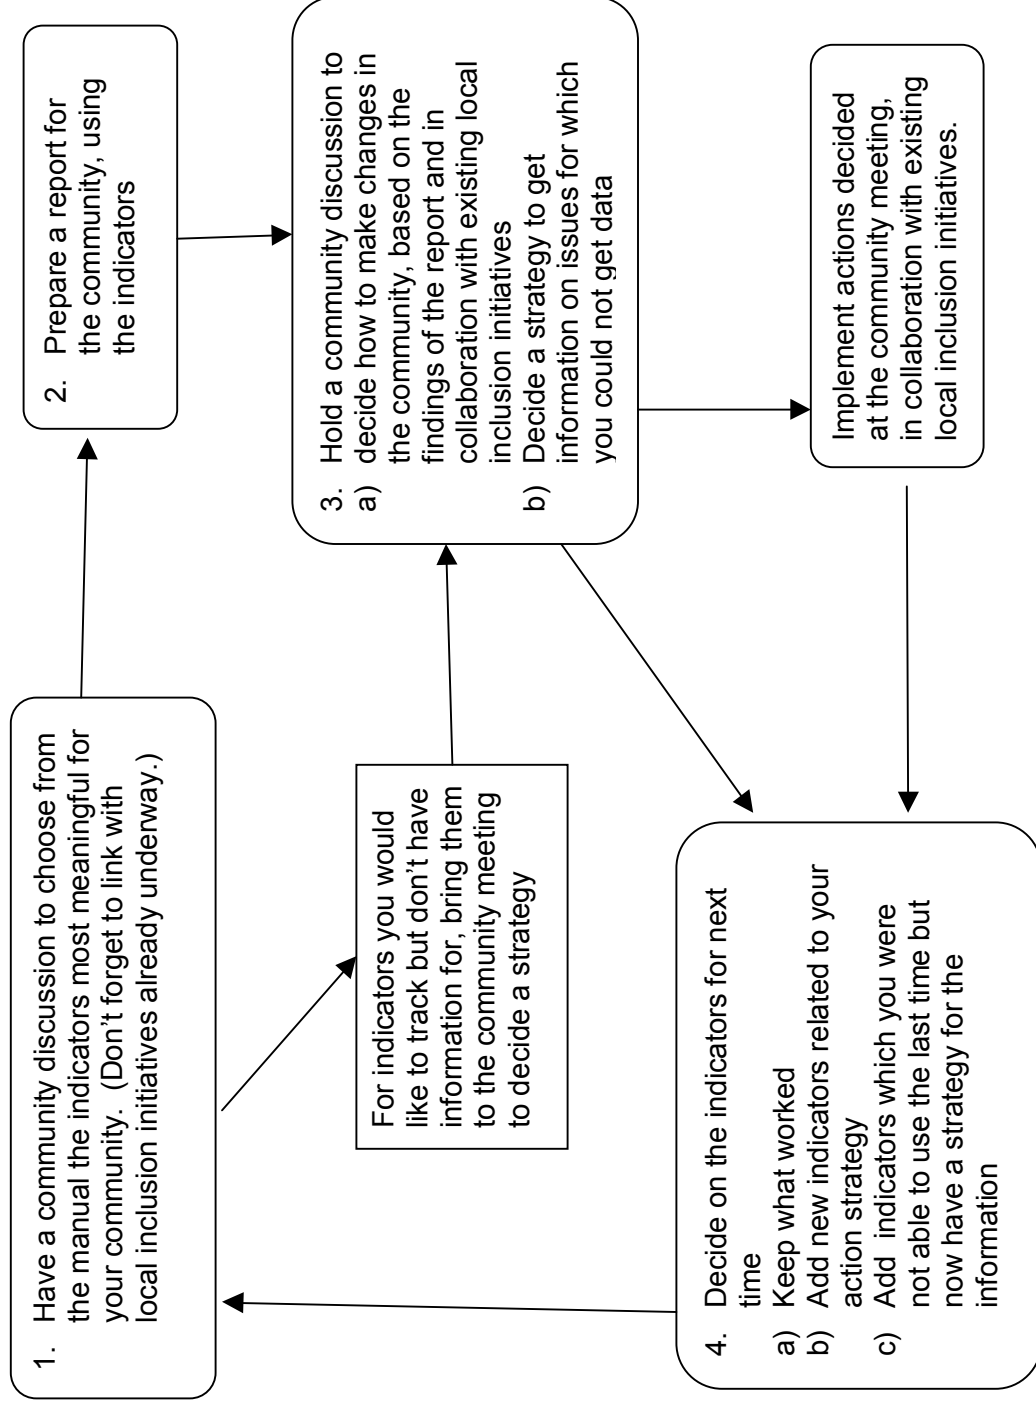 1. Have a community discussion to choose from
the manual the indicators most meaningful for
your community. (Don't forget to link with
local inclusion initiatives already underway.)
2. Prepare a report for
the community, using
the indicators
For indicators you would
like to track but don't have
information for, bring them
to the community meeting
to decide a strategy
3. Hold a community discussion to
a) decide how to make changes in
the community, based on the
findings of the report and in
collaboration with existing local
inclusion initiatives
b) Decide a strategy to get
information on issues for which
you could not get data
4. Decide on the indicators for next
time
a) Keep what worked
b) Add new indicators related to your
action strategy
c) Add indicators which you were
not able to use the last time but
now have a strategy for the
information
Implement actions decided
at the community meeting,
in collaboration with existing
local inclusion initiatives.